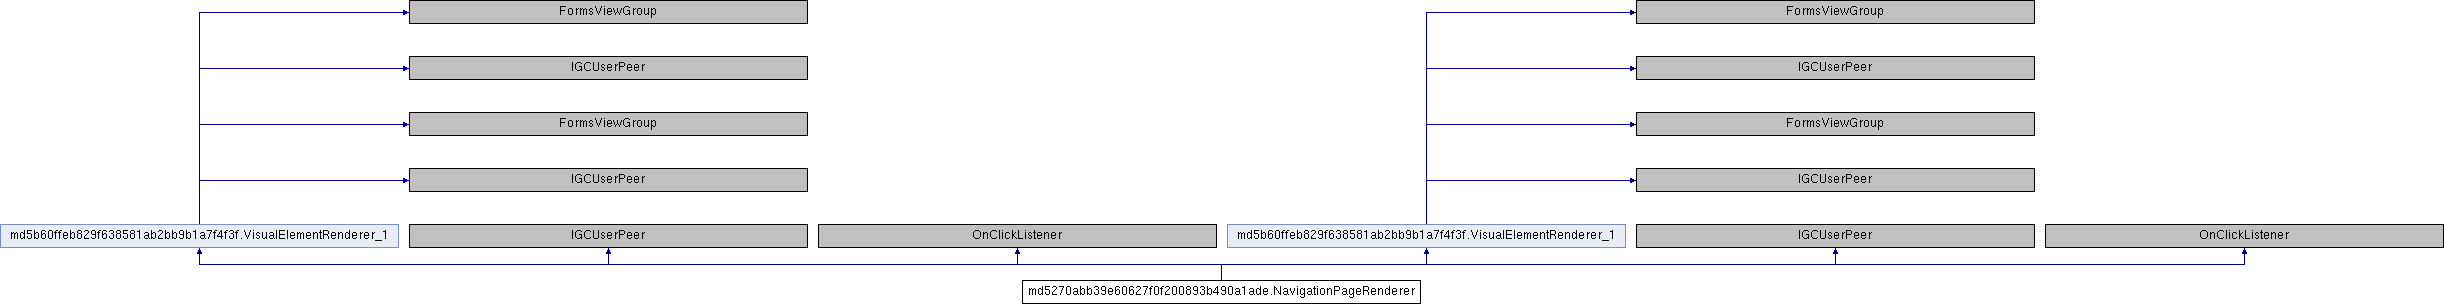 FormsViewGroup FormsViewGroup
IGCUserPeer IGCUserPeer
FormsViewGroup FormsViewGroup
IGCUserPeer IGCUserPeer
md5b60ffeb829f638581ab2bb9b1a7f4f3f.VisualElementRenderer_1 IGCUserPeer OnClickListener md5b60ffeb829f638581ab2bb9b1a7f4f3f.VisualElementRenderer_1 IGCUserPeer OnClickListener
md5270abb39e60627f0f200893b490a1ade.NavigationPageRenderer